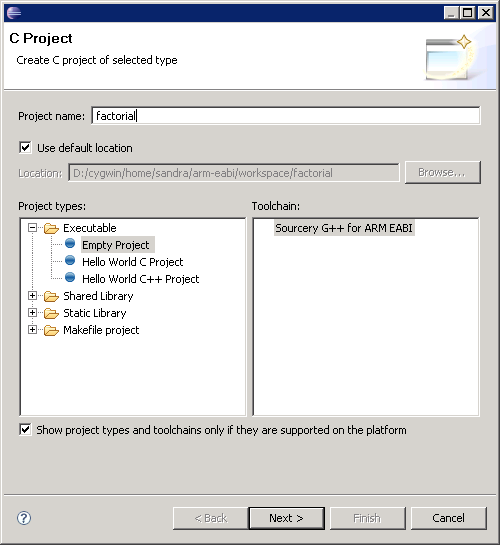 C Project
Create C project of selected type
Project name: factorial
Use default location
Location: D:/cygwin/home/sandra/arm-eabi/workspace/factorial Browse...
Project types: Toolchain:
Executable Sourcery G++ for ARM EABI
Empty Project
Hello World C Project
Hello World C++ Project
Shared Library
Static Library
Makefile project
Show project types and toolchains only if they are supported on the platform
? < Back Next > Finish Cancel